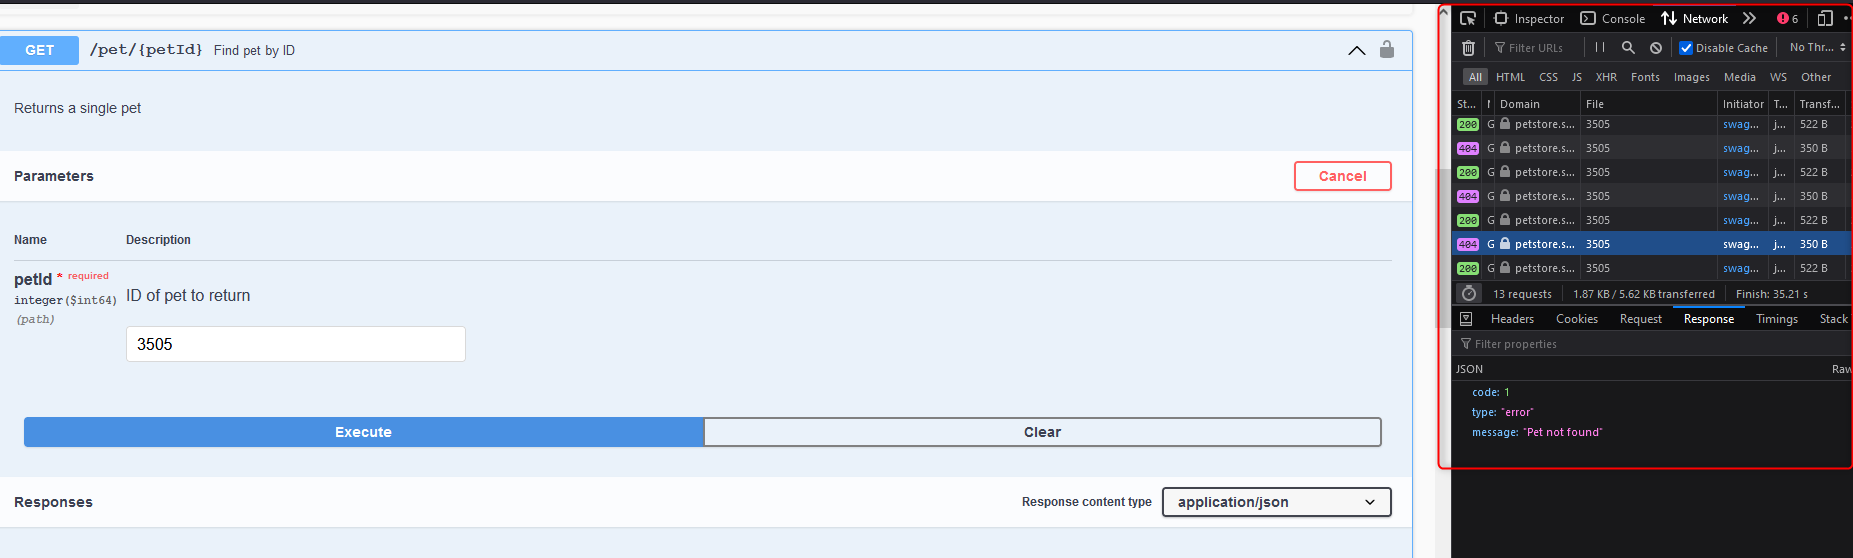 GET /pet/{petId} Find pet by ID
Returns a single pet
Parameters
Cancel
Name Description
petId * required
integer($int64)
(path)
ID of pet to return
3505
Execute
Clear
Responses
Response content type
application/json
Inspector Console Network 6
Filter URLs Disable Cache No Thr...
All HTML CSS JS XHR Fonts Images Media WS Other
St... Domain File Initiator T... Transf...
200 G petstore.s... 3505 swag... j... 522 B
404 G petstore.s... 3505 swag... j... 350 B
200 G petstore.s... 3505 swag... j... 522 B
404 G petstore.s... 3505 swag... j... 350 B
200 G petstore.s... 3505 swag... j... 522 B
404 G petstore.s... 3505 swag... j... 350 B
200 G petstore.s... 3505 swag... j... 522 B
13 requests 1.87 KB / 5.62 KB transferred Finish: 35.21 s
Headers Cookies Request Response Timings Stack
Filter properties
JSON Raw
code: 1
type: "error"
message: "Pet not found"